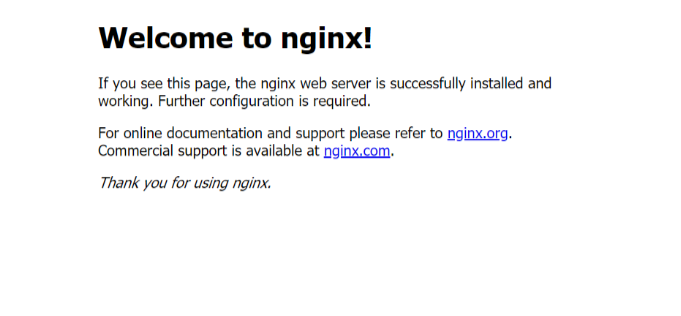 Welcome to nginx!
If you see this page, the nginx web server is successfully installed and
working. Further configuration is required.
For online documentation and support please refer to nginx.org.
Commercial support is available at nginx.com.
Thank you for using nginx.